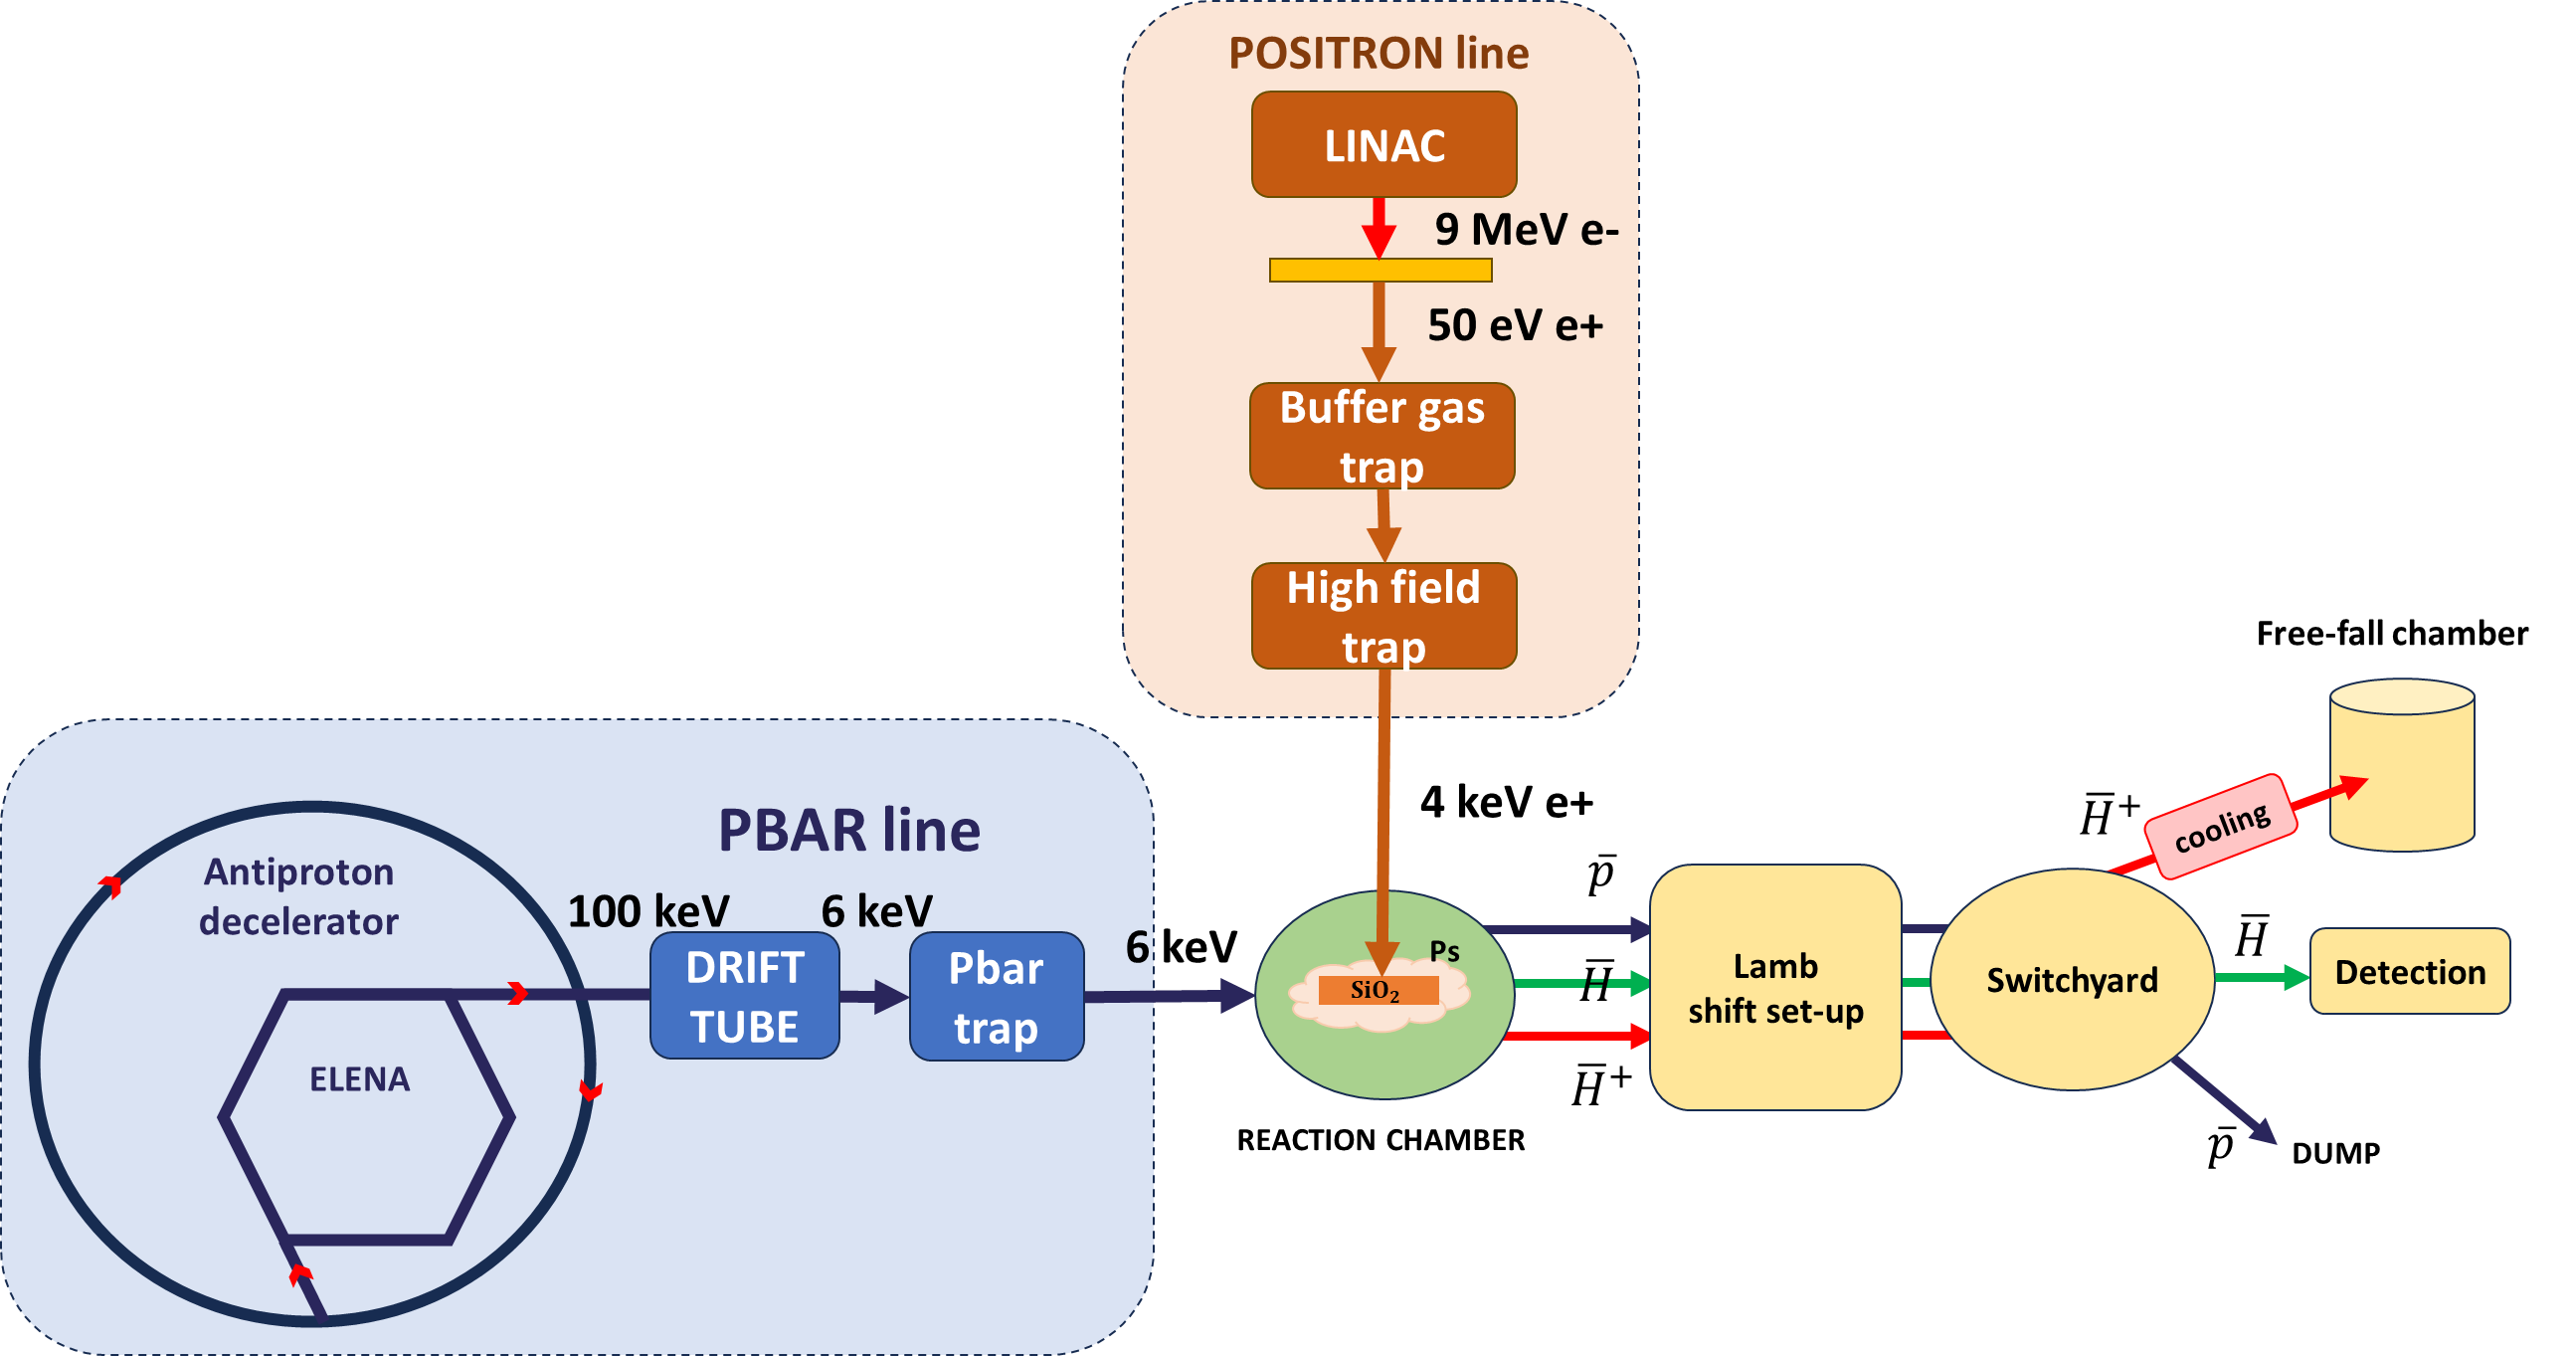 POSITRON line
LINAC
9 MeV e-
50 eV e+
Buffer gas
trap
High field
trap
4 keV e+
PBAR line
Antiproton
decelerator
ELENA
100 keV
6 keV
DRIFT
TUBE
Pbar
trap
6 keV
Ps
SiO₂
REACTION CHAMBER
p̄
H̅
H̅⁺
Lamb
shift set-up
Switchyard
H̅⁺
cooling
Free-fall chamber
H̅
Detection
p̄
DUMP